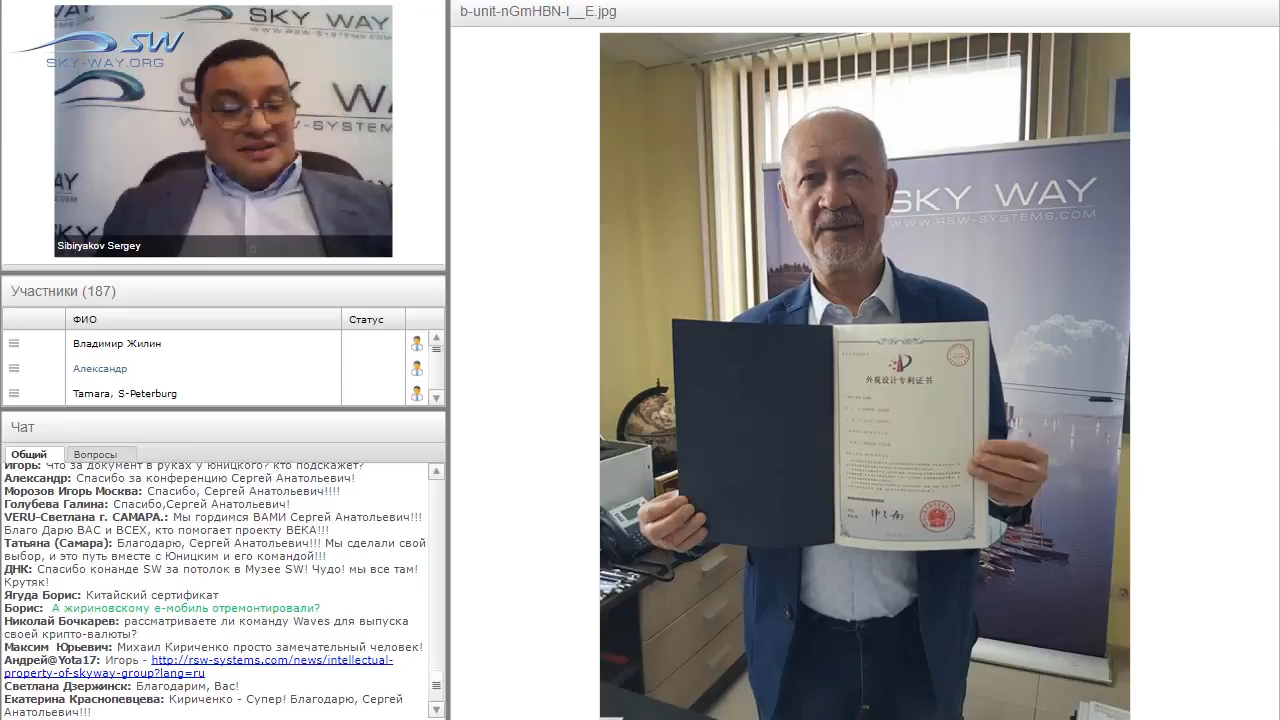 SKY WAY
RSW-SYSTEMS.COM
SW
SKY-WAY.ORG
Sibiryakov Sergey
Участники (187)
ФИО Статус
Владимир Жилин
Александр
Tamara, S-Peterburg
Чат
Общий Вопросы
Игорь: Что за документ в руках у Юницкого? кто подскажет?
Александр: Спасибо за конференцию, Сергей Анатольевич!
Морозов Игорь Москва: Спасибо, Сергей Анатольевич!!!!
Голубева Галина: Спасибо,Сергей Анатольевич!
VERU-Светлана г. САМАРА.: Мы гордимся ВАМИ Сергей Анатольевич!!!
Благо Дарю ВАС и ВСЕХ, кто помогает проекту ВЕКА!!!
Татьяна (Самара): Благодарю, Сергей Анатольевич!!! Мы сделали свой
выбор, и это путь вместе с Юницким и его командой!!!
ДНК: Спасибо конанде SW за потолок в Музее SW! Чудо! мы все там!
Крутяк!
Ягуда Борис: Китайский сертификат
Борис: А жириновскому е-мобиль отремонтировали?
Николай Бочкарев: рассматриваете ли команду Waves для выпуска
своей крипто-валюты?
Максим Юрьевич: Михаил Кириченко просто замечательный человек!
Андрей@Yota17: Игорь - http://rsw-systems.com/news/intellectual-
property-of-skyway-group?lang=ru
Светлана Дзержинск: Благодарим, Вас!
Екатерина Краснопевцева: Кириченко - Супер! Благодарю, Сергей
Анатольевич!!!
b-unit-nGmHBN-l__E.jpg
SKY WAY
WWW.RSW-SYSTEMS.COM
外观设计专利证书